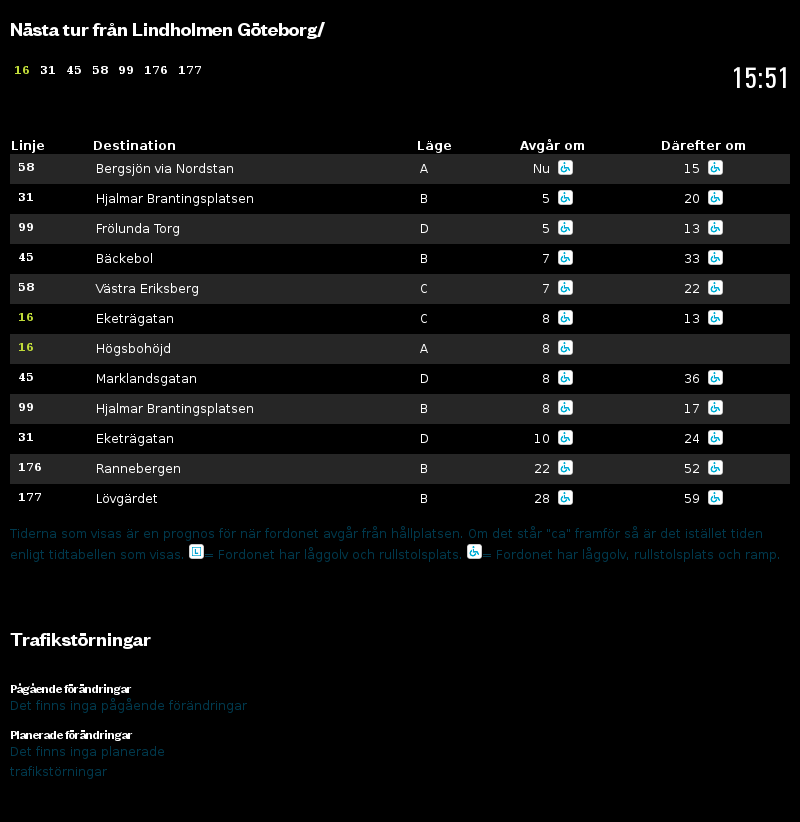 Nästa tur från Lindholmen Göteborg/
16 31 45 58 99 176 177
15:51
Linje Destination Läge Avgår om Därefter om
58 Bergsjön via Nordstan A Nu 15
31 Hjalmar Brantingsplatsen B 5 20
99 Frölunda Torg D 5 13
45 Bäckebol B 7 33
58 Västra Eriksberg C 7 22
16 Eketrägatan C 8 13
16 Högsbohöjd A 8
45 Marklandsgatan D 8 36
99 Hjalmar Brantingsplatsen B 8 17
31 Eketrägatan D 10 24
176 Rannebergen B 22 52
177 Lövgärdet B 28 59
Tiderna som visas är en prognos för när fordonet avgår från hållplatsen. Om det står "ca" framför så är det istället tiden
enligt tidtabellen som visas. L = Fordonet har låggolv och rullstolsplats. = Fordonet har låggolv, rullstolsplats och ramp.
Trafikstörningar
Pågående förändringar
Det finns inga pågående förändringar
Planerade förändringar
Det finns inga planerade
trafikstörningar